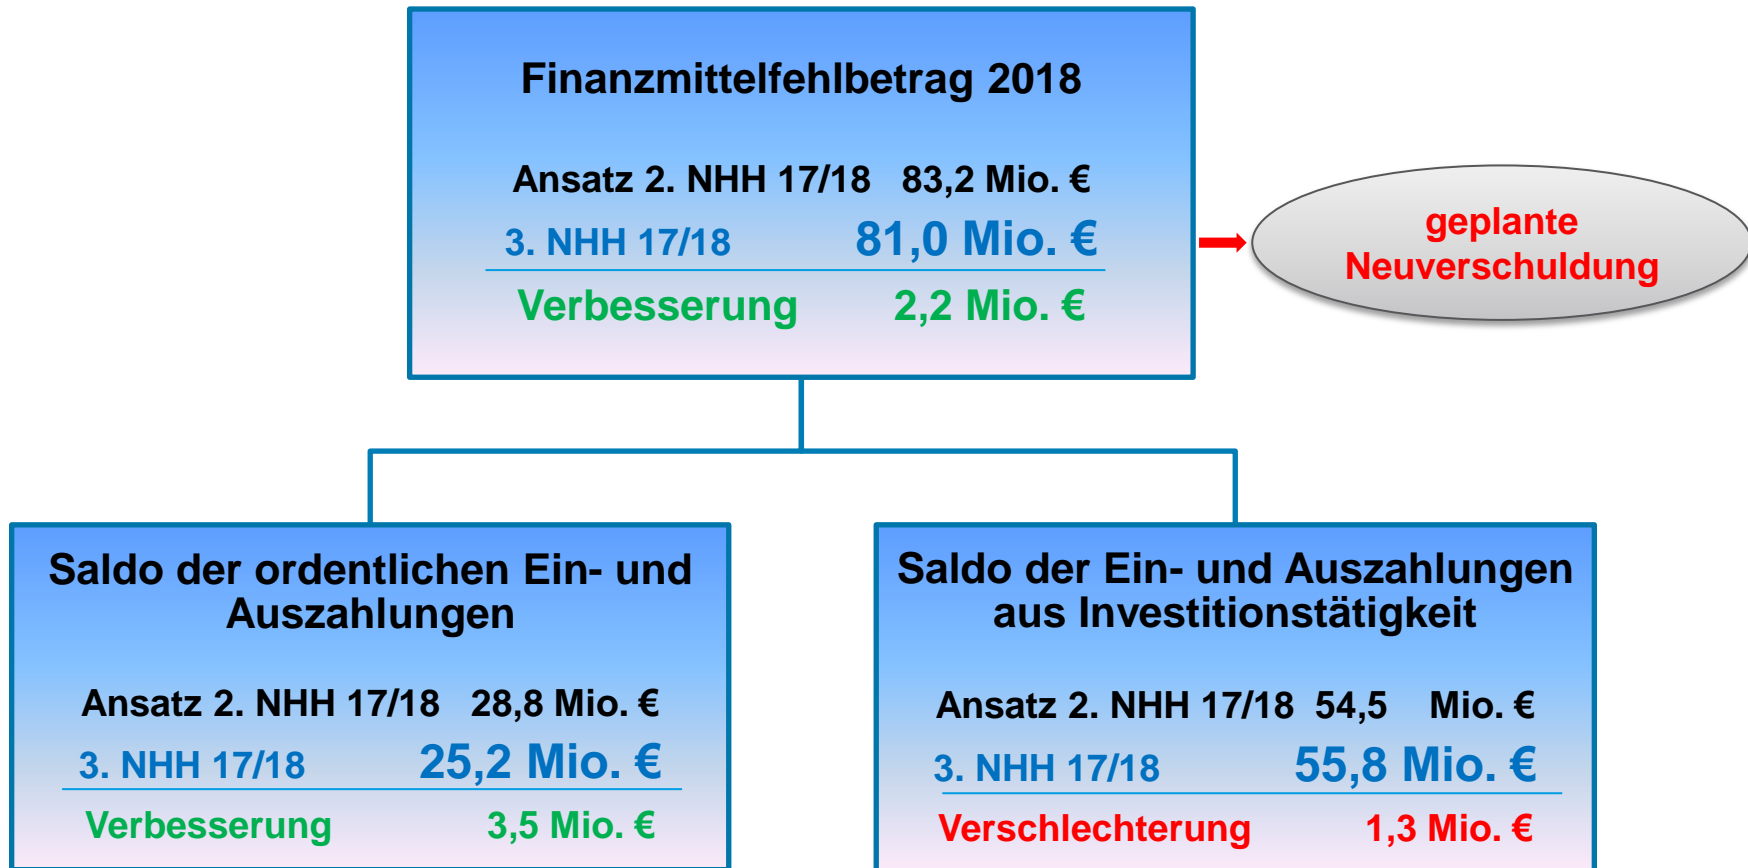 Finanzmittelfehlbetrag 2018
Ansatz 2. NHH 17/18 83,2 Mio. €
3. NHH 17/18 81,0 Mio. €
Verbesserung 2,2 Mio. €
geplante
Neuverschuldung
Saldo der ordentlichen Ein- und
Auszahlungen
Ansatz 2. NHH 17/18 28,8 Mio. €
3. NHH 17/18 25,2 Mio. €
Verbesserung 3,5 Mio. €
Saldo der Ein- und Auszahlungen
aus Investitionstätigkeit
Ansatz 2. NHH 17/18 54,5 Mio. €
3. NHH 17/18 55,8 Mio. €
Verschlechterung 1,3 Mio. €